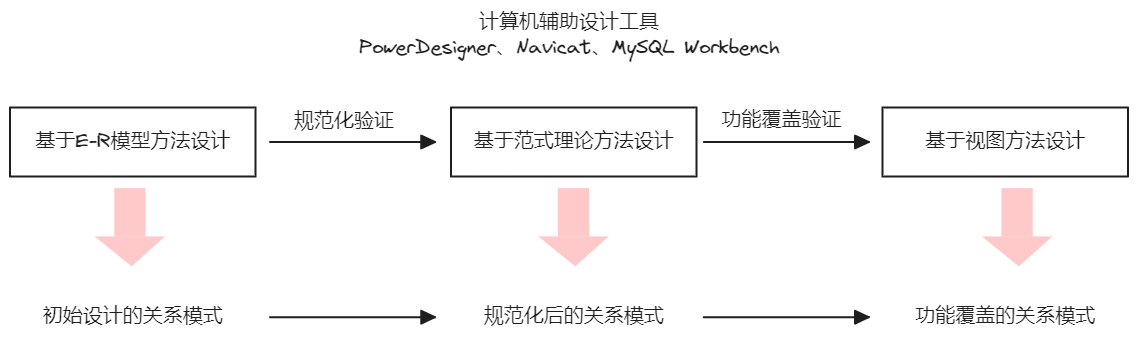 计算机辅助设计工具
PowerDesigner、Navicat、MySQL Workbench
规范化验证
功能覆盖验证
基于E-R模型方法设计
基于范式理论方法设计
基于视图方法设计
初始设计的关系模式
规范化后的关系模式
功能覆盖的关系模式